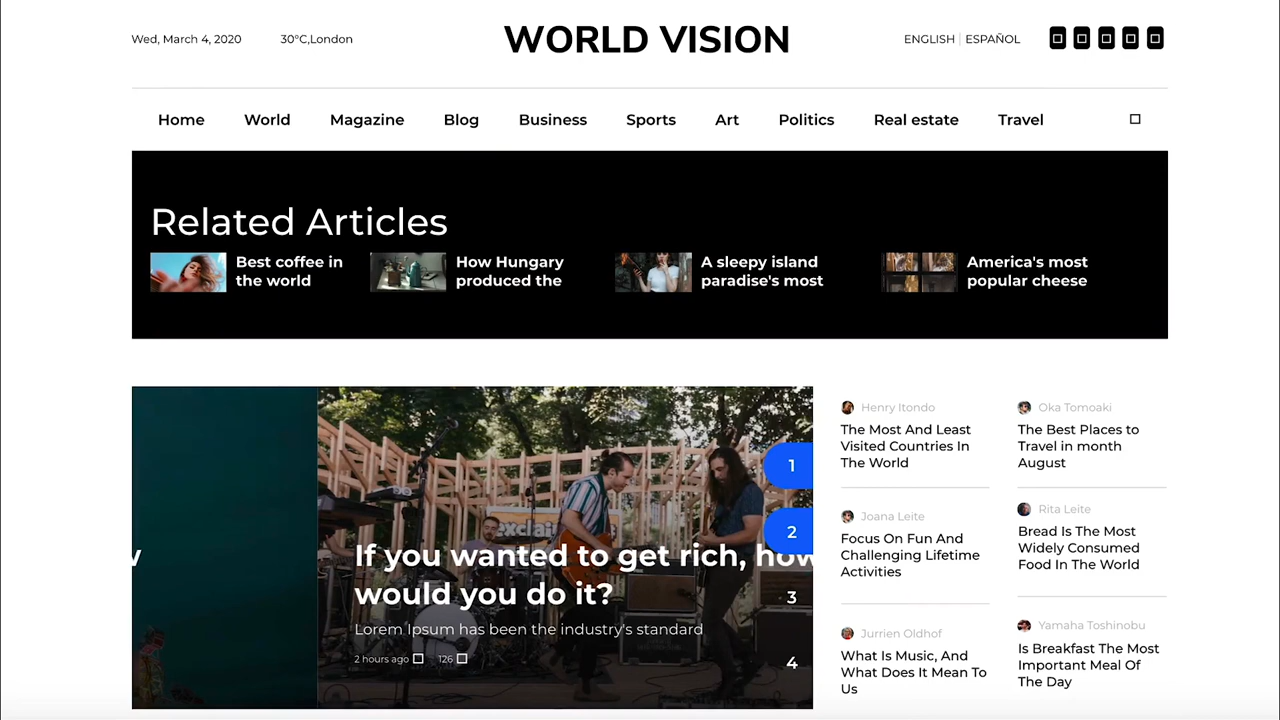 Wed, March 4, 2020
30°C,London
WORLD VISION
ENGLISH
ESPAÑOL
Home
World
Magazine
Blog
Business
Sports
Art
Politics
Real estate
Travel
Related Articles
Best coffee in
the world
How Hungary
produced the
A sleepy island
paradise's most
America's most
popular cheese
If you wanted to get rich, how
would you do it?
Lorem Ipsum has been the industry's standard
2 hours ago
126
1
2
3
4
Henry Itondo
The Most And Least
Visited Countries In
The World
Joana Leite
Focus On Fun And
Challenging Lifetime
Activities
Jurrien Oldhof
What Is Music, And
What Does It Mean To
Us
Oka Tomoaki
The Best Places to
Travel in month
August
Rita Leite
Bread Is The Most
Widely Consumed
Food In The World
Yamaha Toshinobu
Is Breakfast The Most
Important Meal Of
The Day